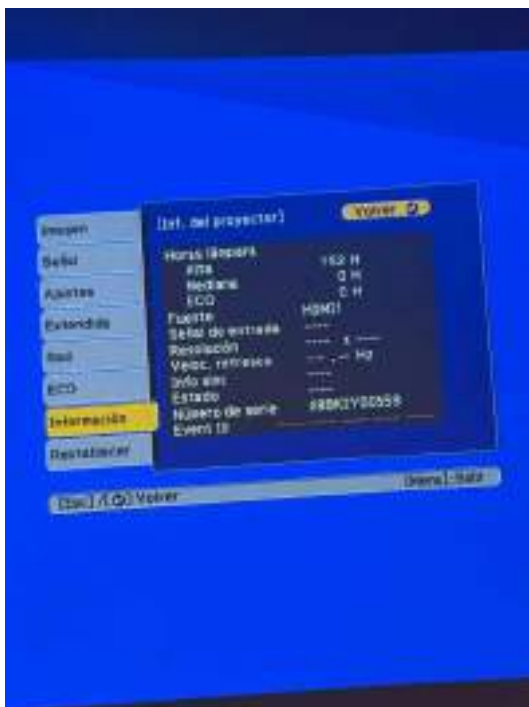 Imagen
Señal
Ajustes
Extendida
Red
ECO
Información
Restablecer
[Inf. del proyector]
Volver
Horas lámpara
Alta 152 H
Mediana 0 H
ECO 0 H
Fuente HDMI1
Señal de entrada ----
Resolución ---- x ----
Veloc. refresco --- .-- Hz
Info sinc ----
Estado ----
Número de serie
Event ID
[Esc] /[ ] Volver
[Menu]:Salir